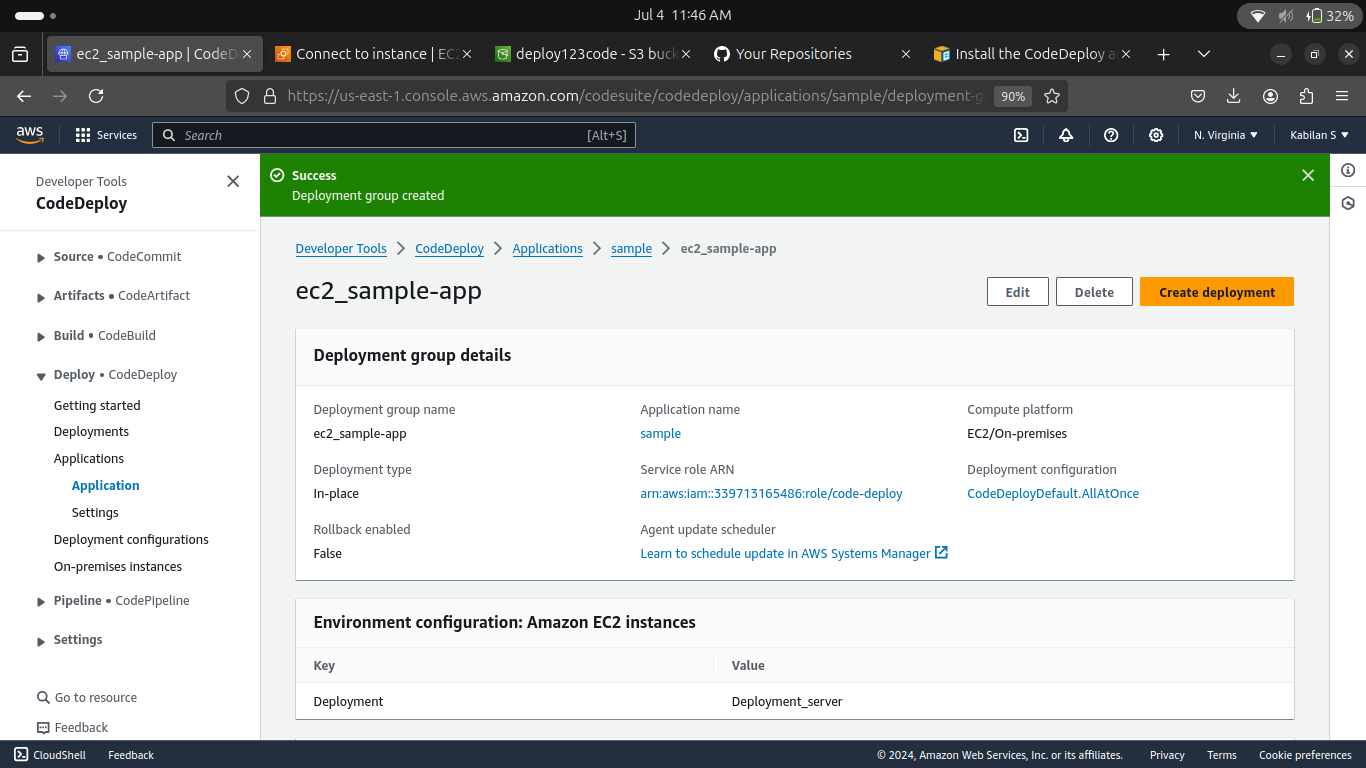 Jul 4 11:46 AM
32%
ec2_sample-app | CodeD
Connect to instance | EC2
deploy123code - S3 buck
Your Repositories
Install the CodeDeploy a
https://us-east-1.console.aws.amazon.com/codesuite/codedeploy/applications/sample/deployment-g
90%
aws
Services
Search
[Alt+S]
N. Virginia
Kabilan S
Developer Tools
CodeDeploy
Source • CodeCommit
Artifacts • CodeArtifact
Build • CodeBuild
Deploy • CodeDeploy
Getting started
Deployments
Applications
Application
Settings
Deployment configurations
On-premises instances
Pipeline • CodePipeline
Settings
Go to resource
Feedback
Success
Deployment group created
Developer Tools > CodeDeploy > Applications > sample > ec2_sample-app
ec2_sample-app
Edit
Delete
Create deployment
Deployment group details
Deployment group name
ec2_sample-app
Application name
sample
Compute platform
EC2/On-premises
Deployment type
In-place
Service role ARN
arn:aws:iam::339713165486:role/code-deploy
Deployment configuration
CodeDeployDefault.AllAtOnce
Rollback enabled
False
Agent update scheduler
Learn to schedule update in AWS Systems Manager
Environment configuration: Amazon EC2 instances
Key
Value
Deployment
Deployment_server
CloudShell
Feedback
© 2024, Amazon Web Services, Inc. or its affiliates.
Privacy
Terms
Cookie preferences